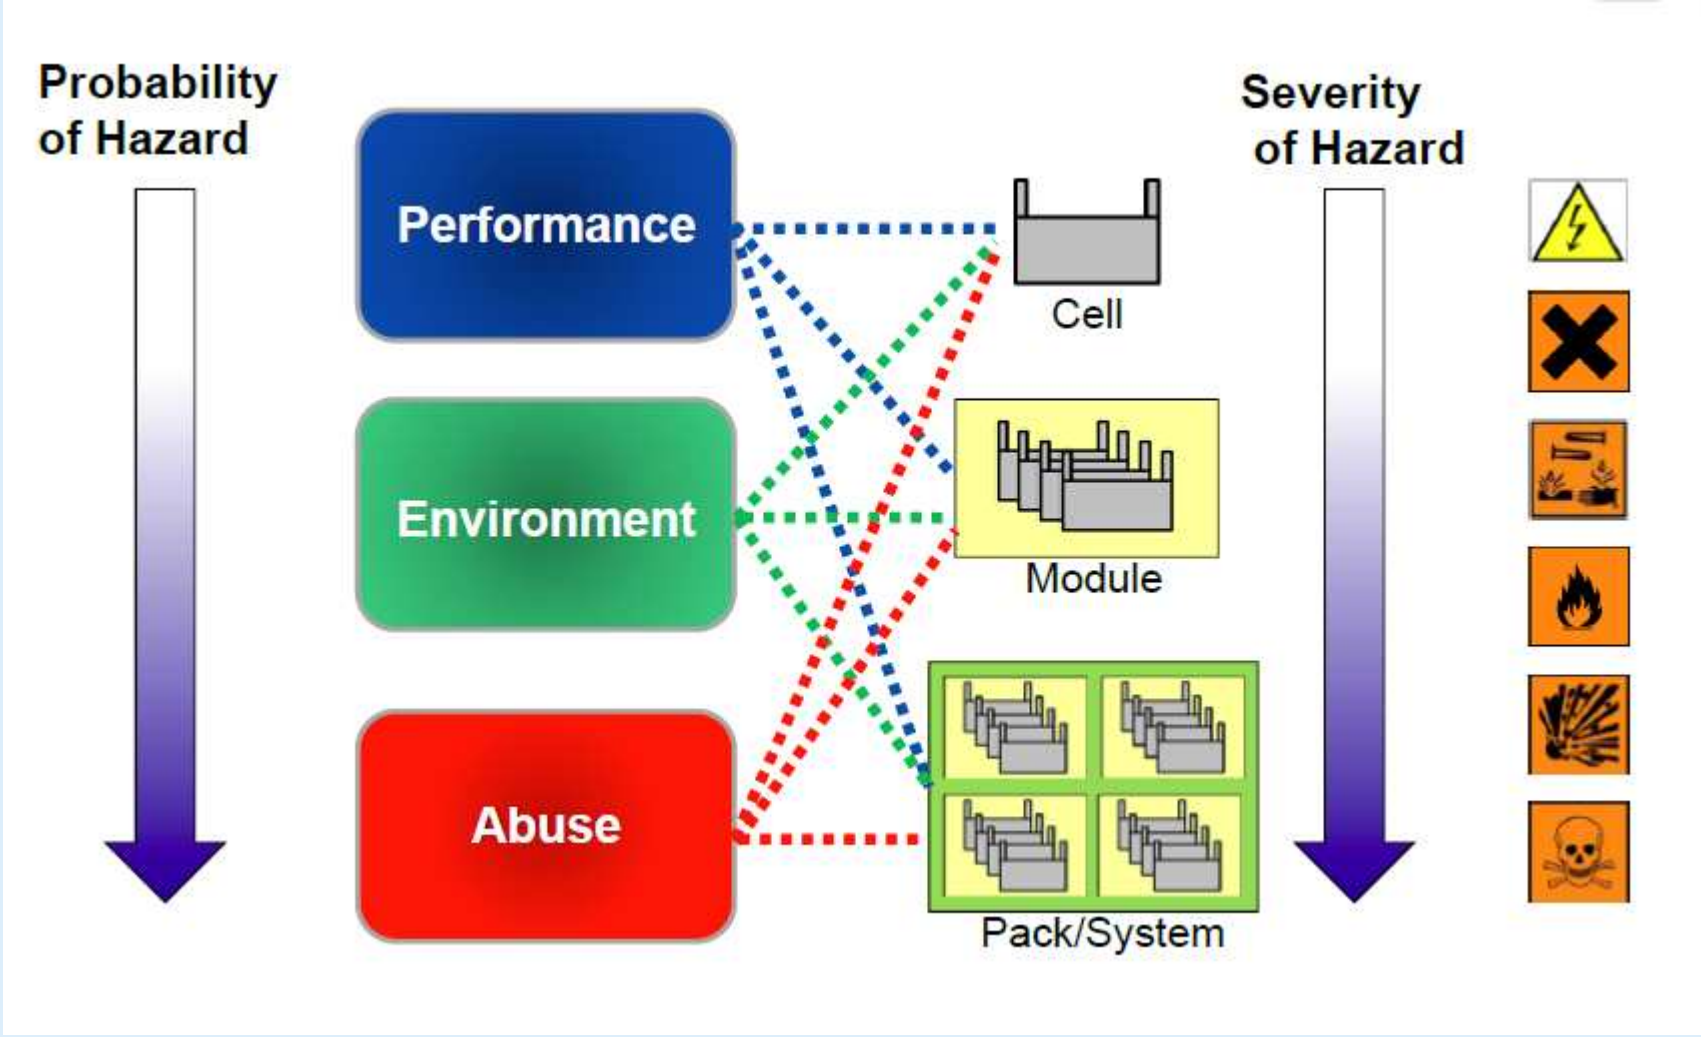 Probability
of Hazard
Severity
of Hazard
Performance
Cell
Environment
Module
Abuse
Pack/System